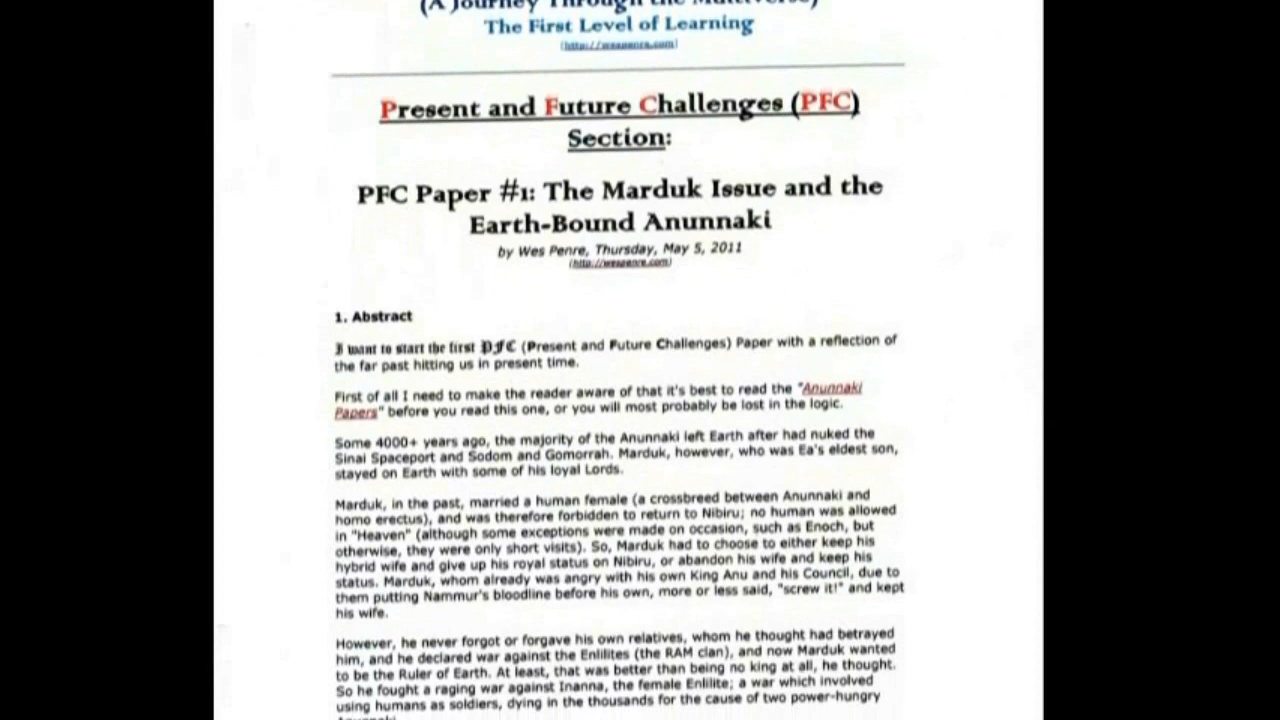 (A Journey Through the Multiverse)
The First Level of Learning
(http://wespenre.com)
Present and Future Challenges (PFC)
Section:
PFC Paper #1: The Marduk Issue and the
Earth-Bound Anunnaki
by Wes Penre, Thursday, May 5, 2011
(http://wespenre.com)
1. Abstract
I want to start the first PFC (Present and Future Challenges) Paper with a reflection of
the far past hitting us in present time.
First of all I need to make the reader aware of that it's best to read the "Anunnaki
Papers" before you read this one, or you will most probably be lost in the logic.
Some 4000+ years ago, the majority of the Anunnaki left Earth after had nuked the
Sinai Spaceport and Sodom and Gomorrah. Marduk, however, who was Ea's eldest son,
stayed on Earth with some of his loyal Lords.
Marduk, in the past, married a human female (a crossbreed between Anunnaki and
homo erectus), and was therefore forbidden to return to Nibiru; no human was allowed
in "Heaven" (although some exceptions were made on occasion, such as Enoch, but
otherwise, they were only short visits). So, Marduk had to choose to either keep his
hybrid wife and give up his royal status on Nibiru, or abandon his wife and keep his
status. Marduk, whom already was angry with his own King Anu and his Council, due to
them putting Nammur's bloodline before his own, more or less said, "screw it!" and kept
his wife.
However, he never forgot or forgave his own relatives, whom he thought had betrayed
him, and he declared war against the Enlilites (the RAM clan), and now Marduk wanted
to be the Ruler of Earth. At least, that was better than being no king at all, he thought.
So he fought a raging war against Inanna, the female Enlilite; a war which involved
using humans as soldiers, dying in the thousands for the cause of two power-hungry